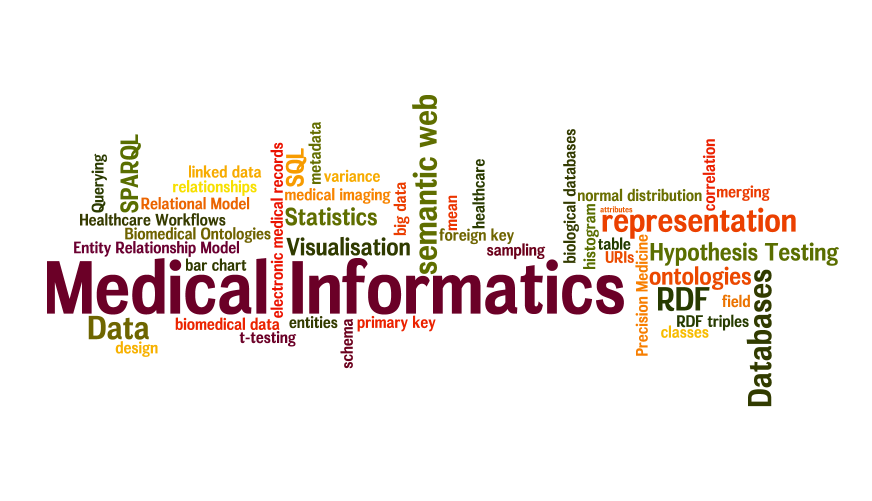 Querying
SPARQL
linked data
relationships
Relational Model
Healthcare Workflows
Biomedical Ontologies
Entity Relationship Model
bar chart
electronic medical records
SQL
metadata
variance
medical imaging
Statistics
big data
Visualisation
semantic web
mean
healthcare
foreign key
sampling
biological databases
normal distribution
correlation
merging
histogram
attributes
representation
table
URIs
Precision Medicine
Hypothesis Testing
Medical Informatics
ontologies
RDF
field
RDF triples
classes
Databases
Data
design
biomedical data
t-testing
entities
schema
primary key